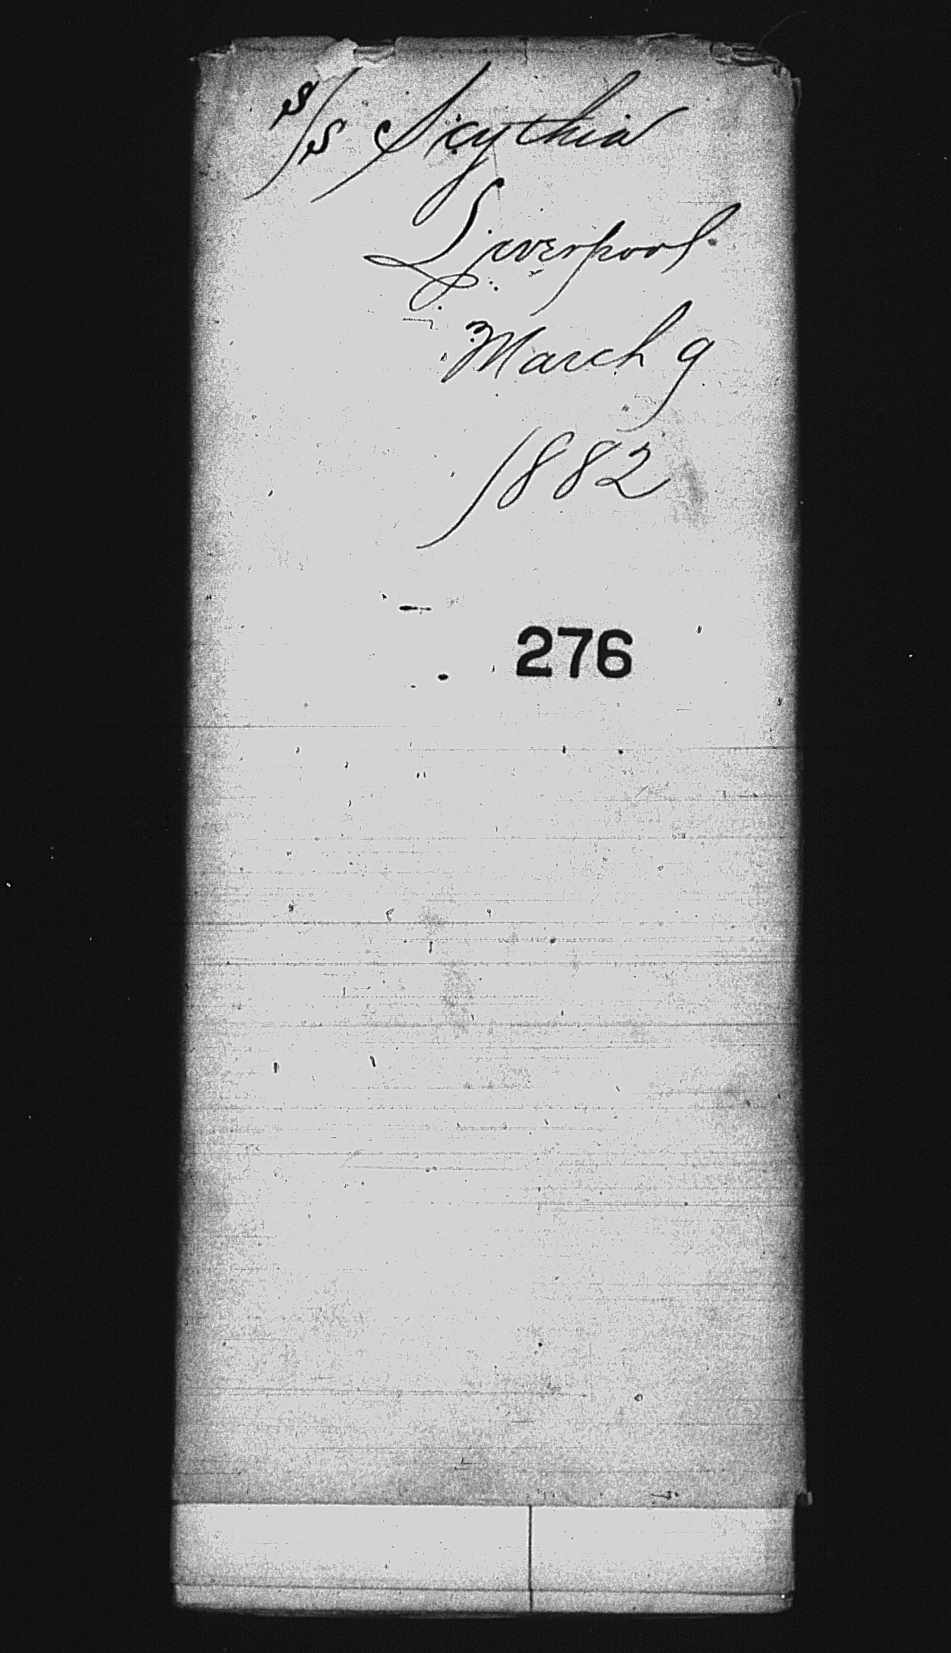 S/S Scythia
Liverpool
March 9
1882
276